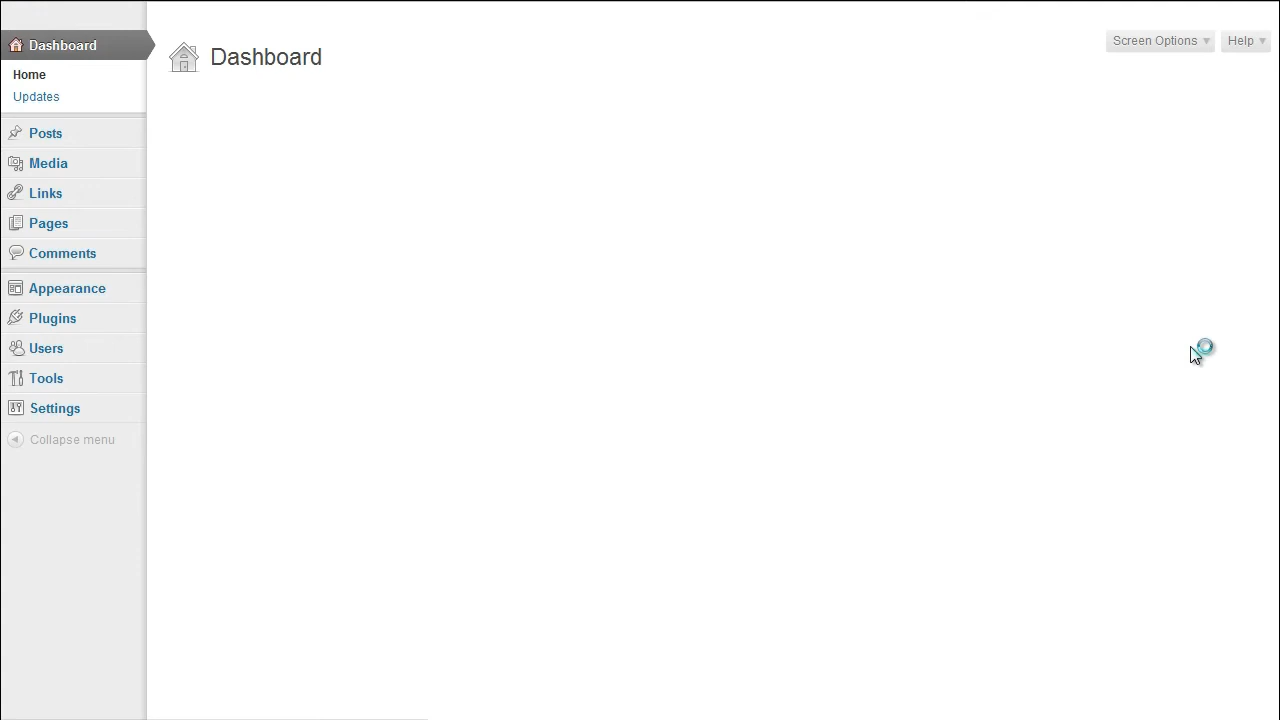 Dashboard
Home
Updates
Posts
Media
Links
Pages
Comments
Appearance
Plugins
Users
Tools
Settings
Collapse menu
Dashboard
Screen Options
Help